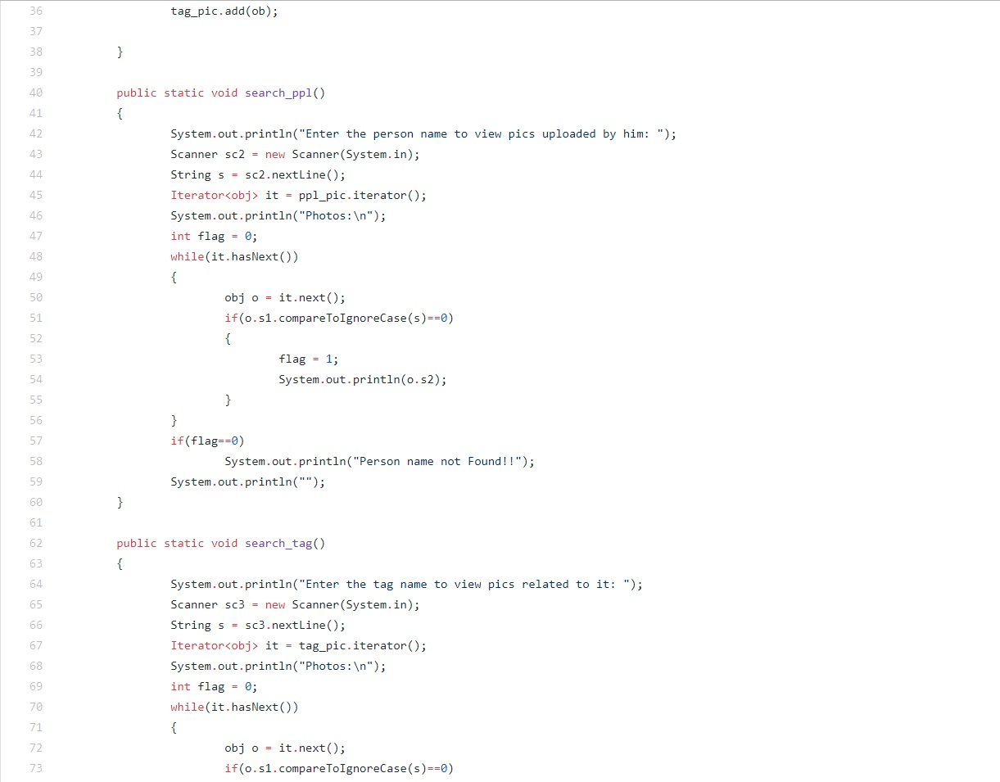 36 tag_pic.add(ob);
37
38 }
39
40 public static void search_ppl()
41 {
42 System.out.println("Enter the person name to view pics uploaded by him: ");
43 Scanner sc2 = new Scanner(System.in);
44 String s = sc2.nextLine();
45 Iterator<obj> it = ppl_pic.iterator();
46 System.out.println("Photos:\n");
47 int flag = 0;
48 while(it.hasNext())
49 {
50 obj o = it.next();
51 if(o.s1.compareToIgnoreCase(s)==0)
52 {
53 flag = 1;
54 System.out.println(o.s2);
55 }
56 }
57 if(flag==0)
58 System.out.println("Person name not Found!!");
59 System.out.println("");
60 }
61
62 public static void search_tag()
63 {
64 System.out.println("Enter the tag name to view pics related to it: ");
65 Scanner sc3 = new Scanner(System.in);
66 String s = sc3.nextLine();
67 Iterator<obj> it = tag_pic.iterator();
68 System.out.println("Photos:\n");
69 int flag = 0;
70 while(it.hasNext())
71 {
72 obj o = it.next();
73 if(o.s1.compareToIgnoreCase(s)==0)